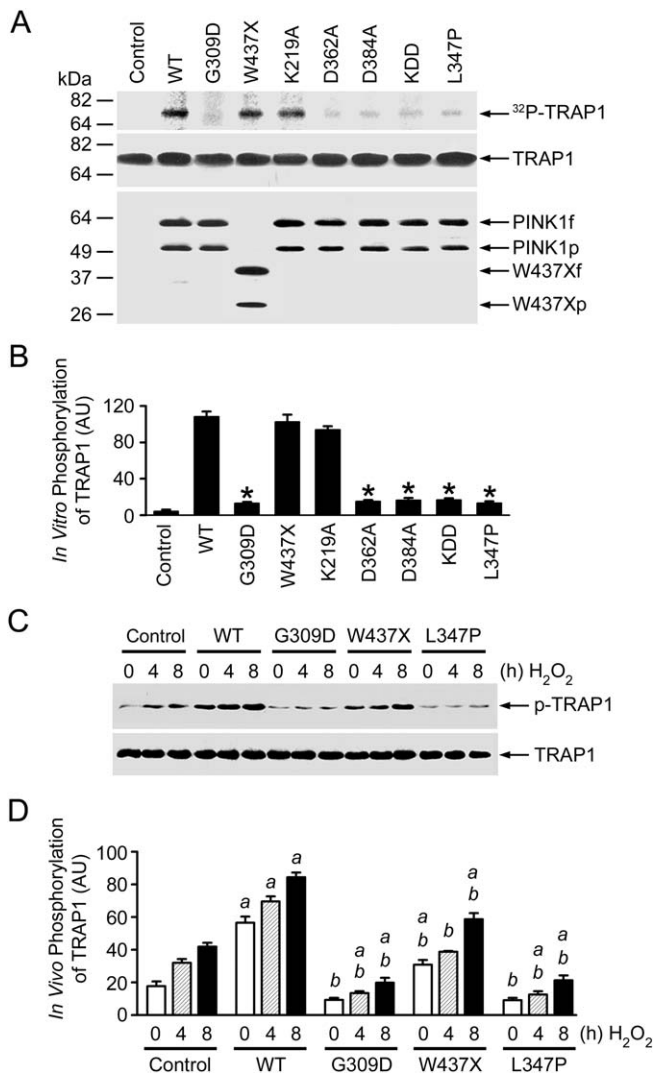 A
Control WT G309D W437X K219A D362A D384A KDD L347P
kDa
82
64
32P-TRAP1
82
64
TRAP1
64
49
37
26
PINK1f
PINK1p
W437Xf
W437Xp
B
In Vitro Phosphorylation
of TRAP1 (AU)
120
80
40
0
* * * * *
Control WT G309D W437X K219A D362A D384A KDD L347P
C
Control WT G309D W437X L347P
0 4 8 0 4 8 0 4 8 0 4 8 0 4 8 (h) H2O2
p-TRAP1
TRAP1
D
In Vivo Phosphorylation
of TRAP1 (AU)
100
80
60
40
20
0
a a a b a b a b a b b a b b a b a b
0 4 8 0 4 8 0 4 8 0 4 8 0 4 8 (h) H2O2
Control WT G309D W437X L347P